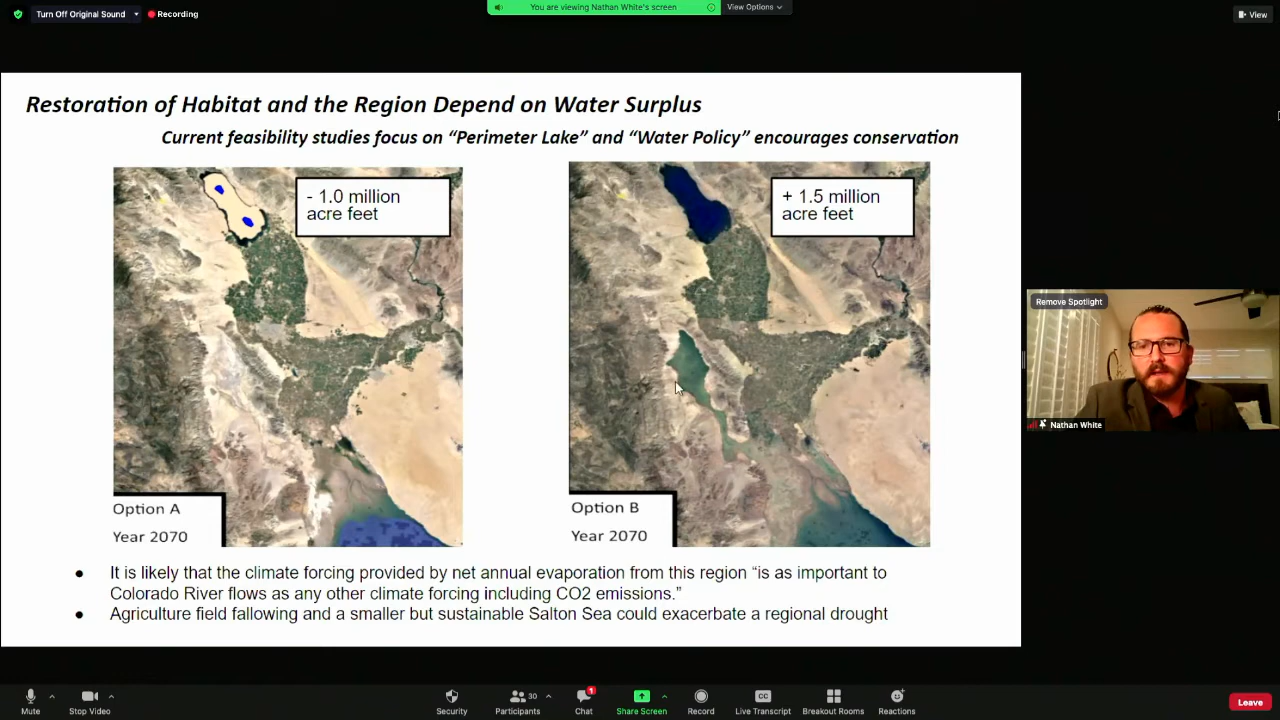 Turn Off Original Sound
Recording
You are viewing Nathan White's screen
View Options
View
Restoration of Habitat and the Region Depend on Water Surplus
Current feasibility studies focus on “Perimeter Lake” and “Water Policy” encourages conservation
- 1.0 million
acre feet
+ 1.5 million
acre feet
Remove Spotlight
Nathan White
Option A
Year 2070
Option B
Year 2070
● It is likely that the climate forcing provided by net annual evaporation from this region “is as important to
Colorado River flows as any other climate forcing including CO2 emissions.”
● Agriculture field fallowing and a smaller but sustainable Salton Sea could exacerbate a regional drought
Mute
Stop Video
Security
Participants
30
Chat
1
Share Screen
Record
CC
Live Transcript
Breakout Rooms
Reactions
Leave